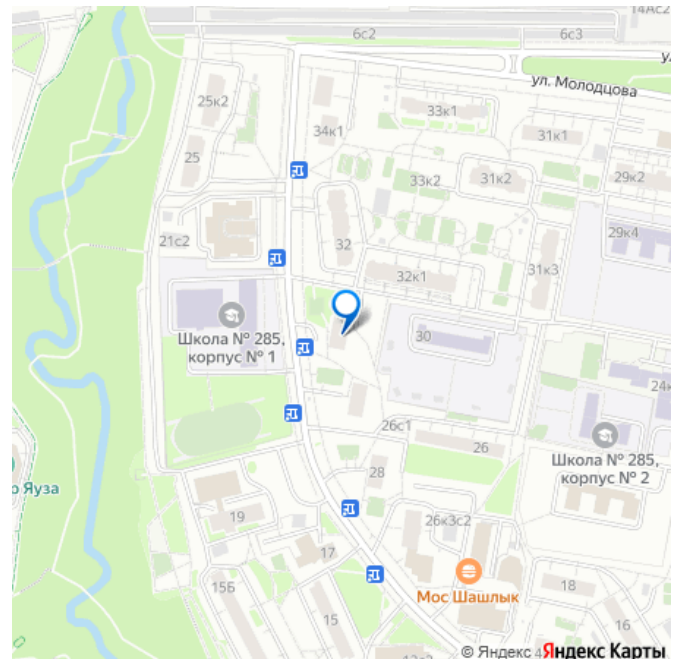 14Ас2
6с2
6с3
ул. Молодцова
25к2
33к1
34к1
31к1
25
33к2
31к2
29к2
21с2
32
29к4
32к1
31к3
Школа № 285,
корпус № 1
30
24к
26с1
26
Школа № 285,
корпус № 2
р Яуза
28
19
26к3с2
17
Мос Шашлык
18
15Б
15
16
© Яндекс
Яндекс Карты